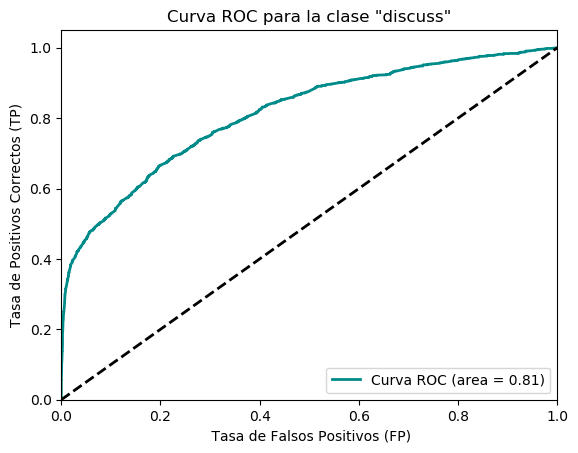 Curva ROC para la clase "discuss"
Tasa de Positivos Correctos (TP)
1.0
0.8
0.6
0.4
0.2
0.0
Curva ROC (area = 0.81)
0.0 0.2 0.4 0.6 0.8 1.0
Tasa de Falsos Positivos (FP)